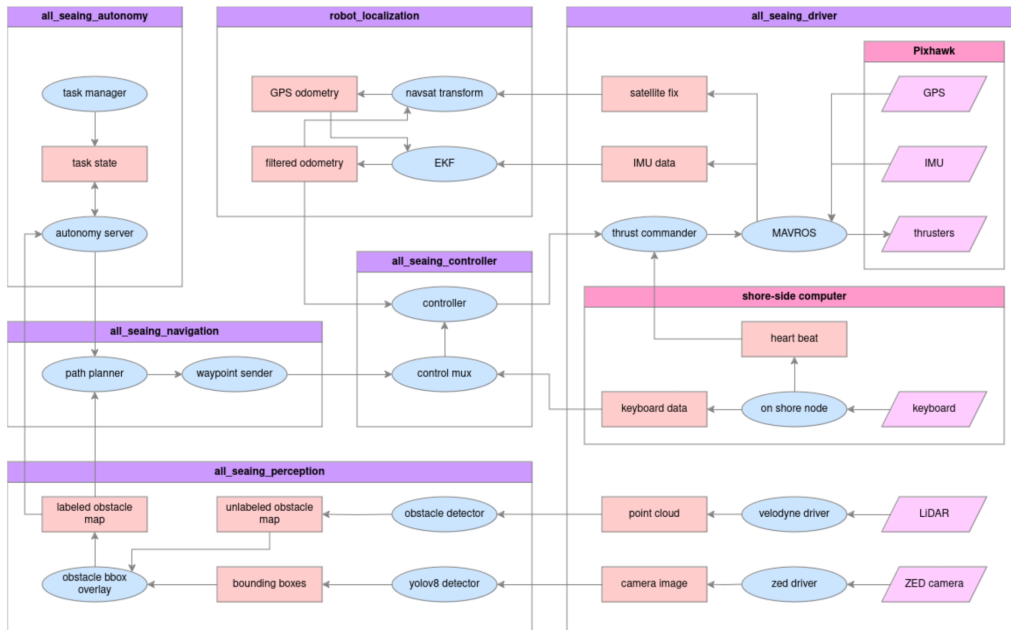 all_seaing_autonomy
task manager
task state
autonomy server
robot_localization
GPS odometry
navsat transform
filtered odometry
EKF
all_seaing_driver
satellite fix
IMU data
thrust commander
MAVROS
Pixhawk
GPS
IMU
thrusters
all_seaing_controller
controller
control mux
shore-side computer
heart beat
keyboard data
on shore node
keyboard
all_seaing_navigation
path planner
waypoint sender
all_seaing_perception
labeled obstacle
map
unlabeled obstacle
map
obstacle detector
point cloud
velodyne driver
LiDAR
obstacle bbox
overlay
bounding boxes
yolov8 detector
camera image
zed driver
ZED camera